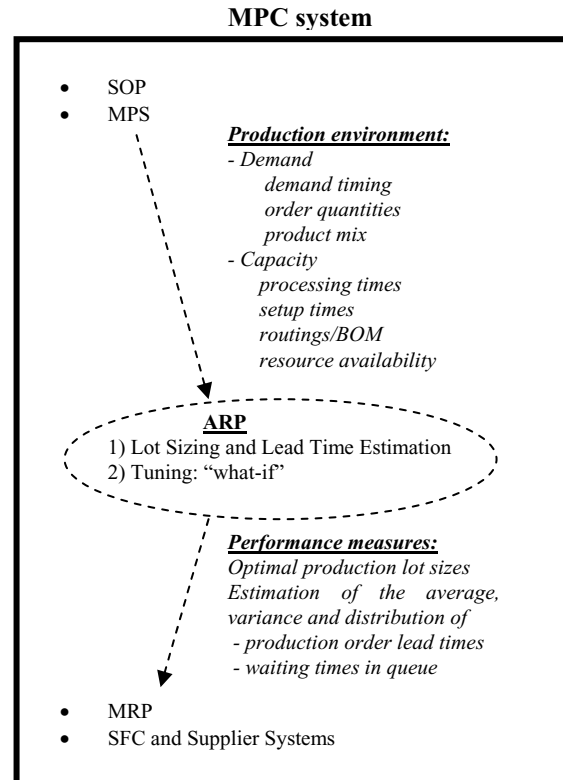 MPC system
• SOP
• MPS
Production environment:
- Demand
demand timing
order quantities
product mix
- Capacity
processing times
setup times
routings/BOM
resource availability
ARP
1) Lot Sizing and Lead Time Estimation
2) Tuning: “what-if”
Performance measures:
Optimal production lot sizes
Estimation of the average,
variance and distribution of
- production order lead times
- waiting times in queue
• MRP
• SFC and Supplier Systems